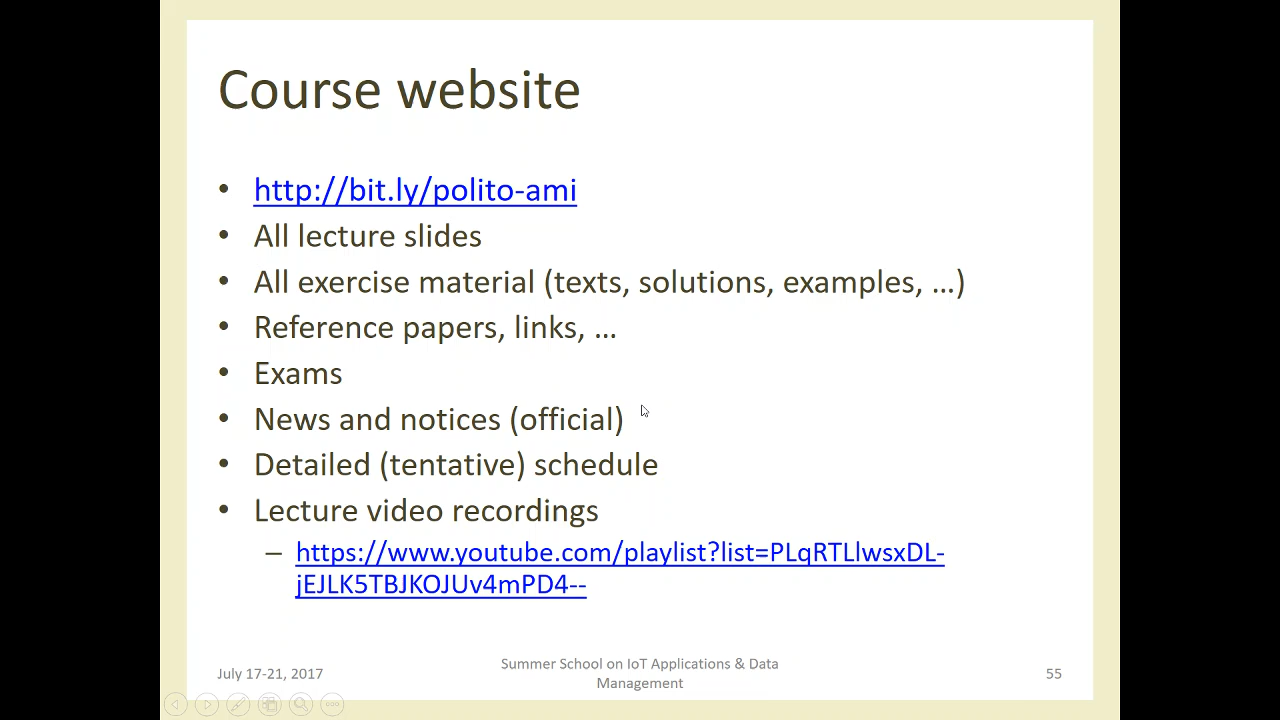 Course website
• http://bit.ly/polito-ami
• All lecture slides
• All exercise material (texts, solutions, examples, …)
• Reference papers, links, …
• Exams
• News and notices (official)
• Detailed (tentative) schedule
• Lecture video recordings
– https://www.youtube.com/playlist?list=PLqRTLlwsxDL-
jEJLK5TBJKOJUv4mPD4--
July 17-21, 2017
Summer School on IoT Applications & Data
Management
55